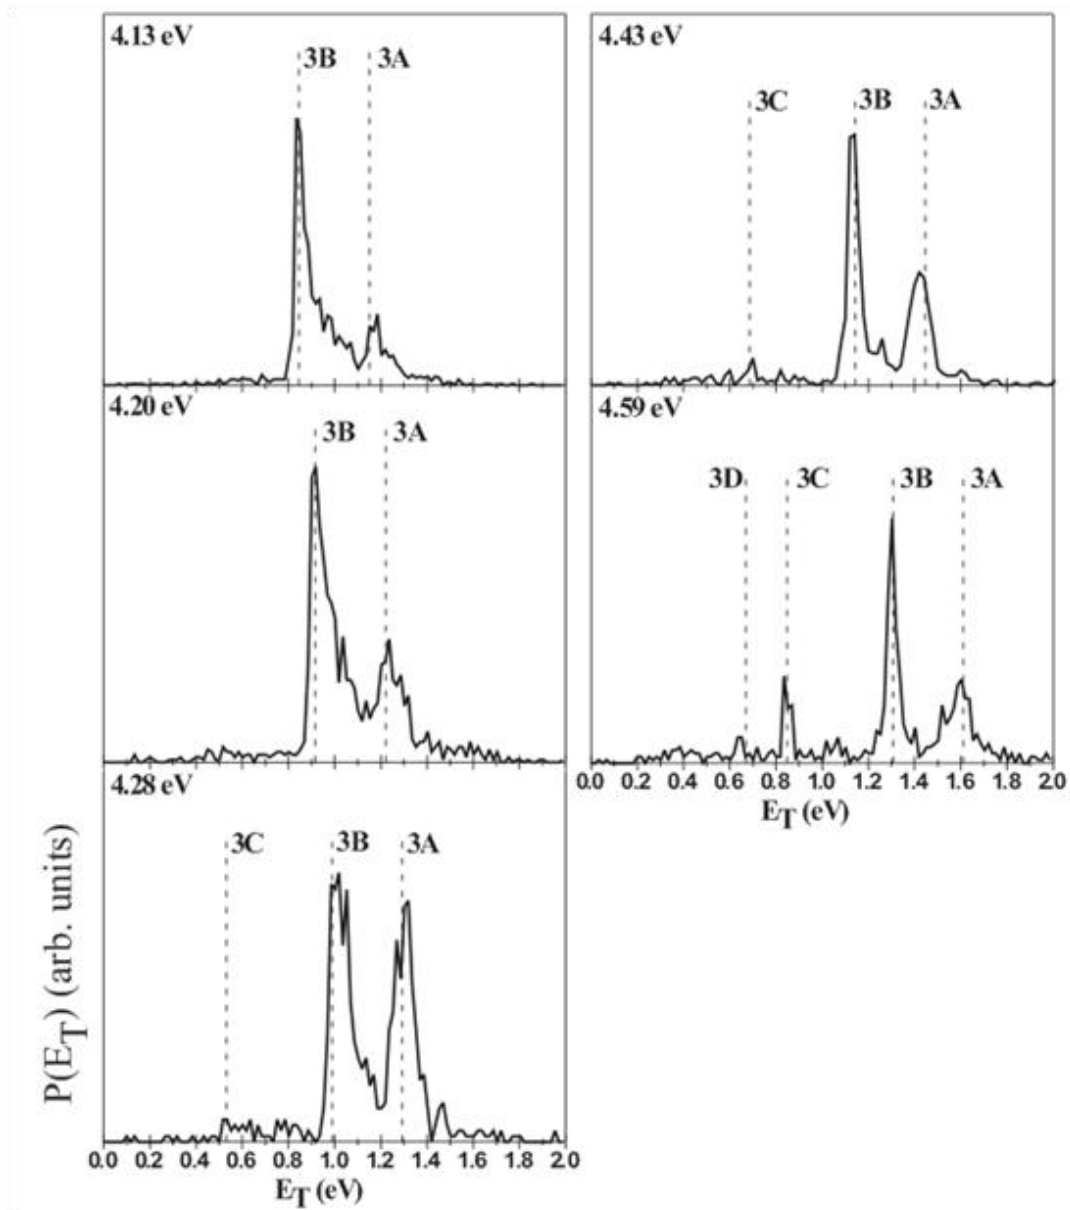 4.13 eV
3B 3A
4.20 eV
3B 3A
4.28 eV
3C 3B 3A
0.0 0.2 0.4 0.6 0.8 1.0 1.2 1.4 1.6 1.8 2.0
E_T (eV)
P(E_T) (arb. units)
4.43 eV
3C 3B 3A
4.59 eV
3D 3C 3B 3A
0.0 0.2 0.4 0.6 0.8 1.0 1.2 1.4 1.6 1.8 2.0
E_T (eV)